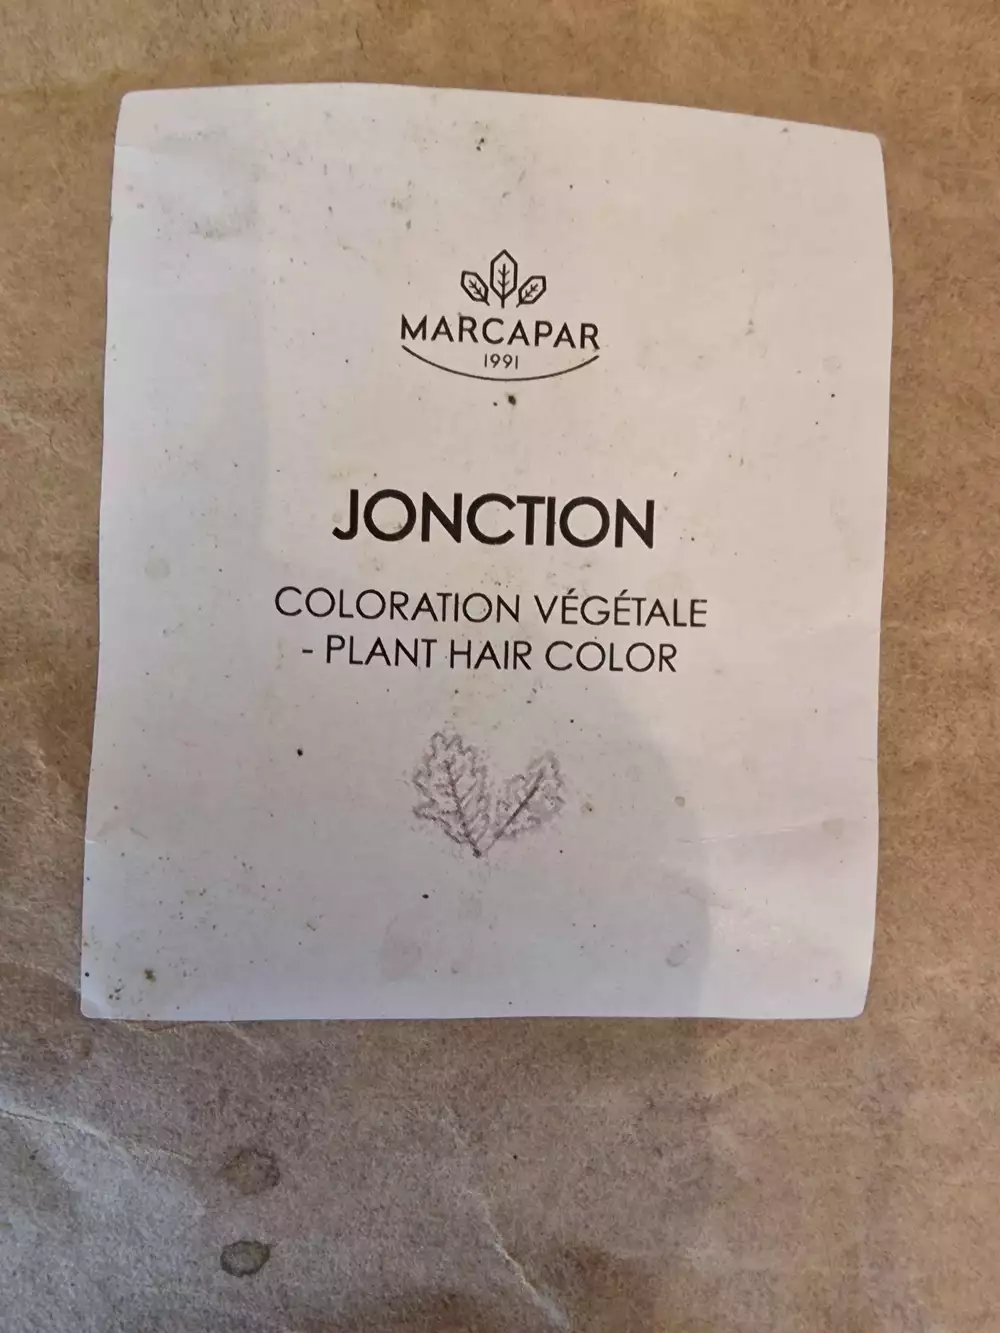 MARCAPAR
1991
JONCTION
COLORATION VÉGÉTALE
- PLANT HAIR COLOR